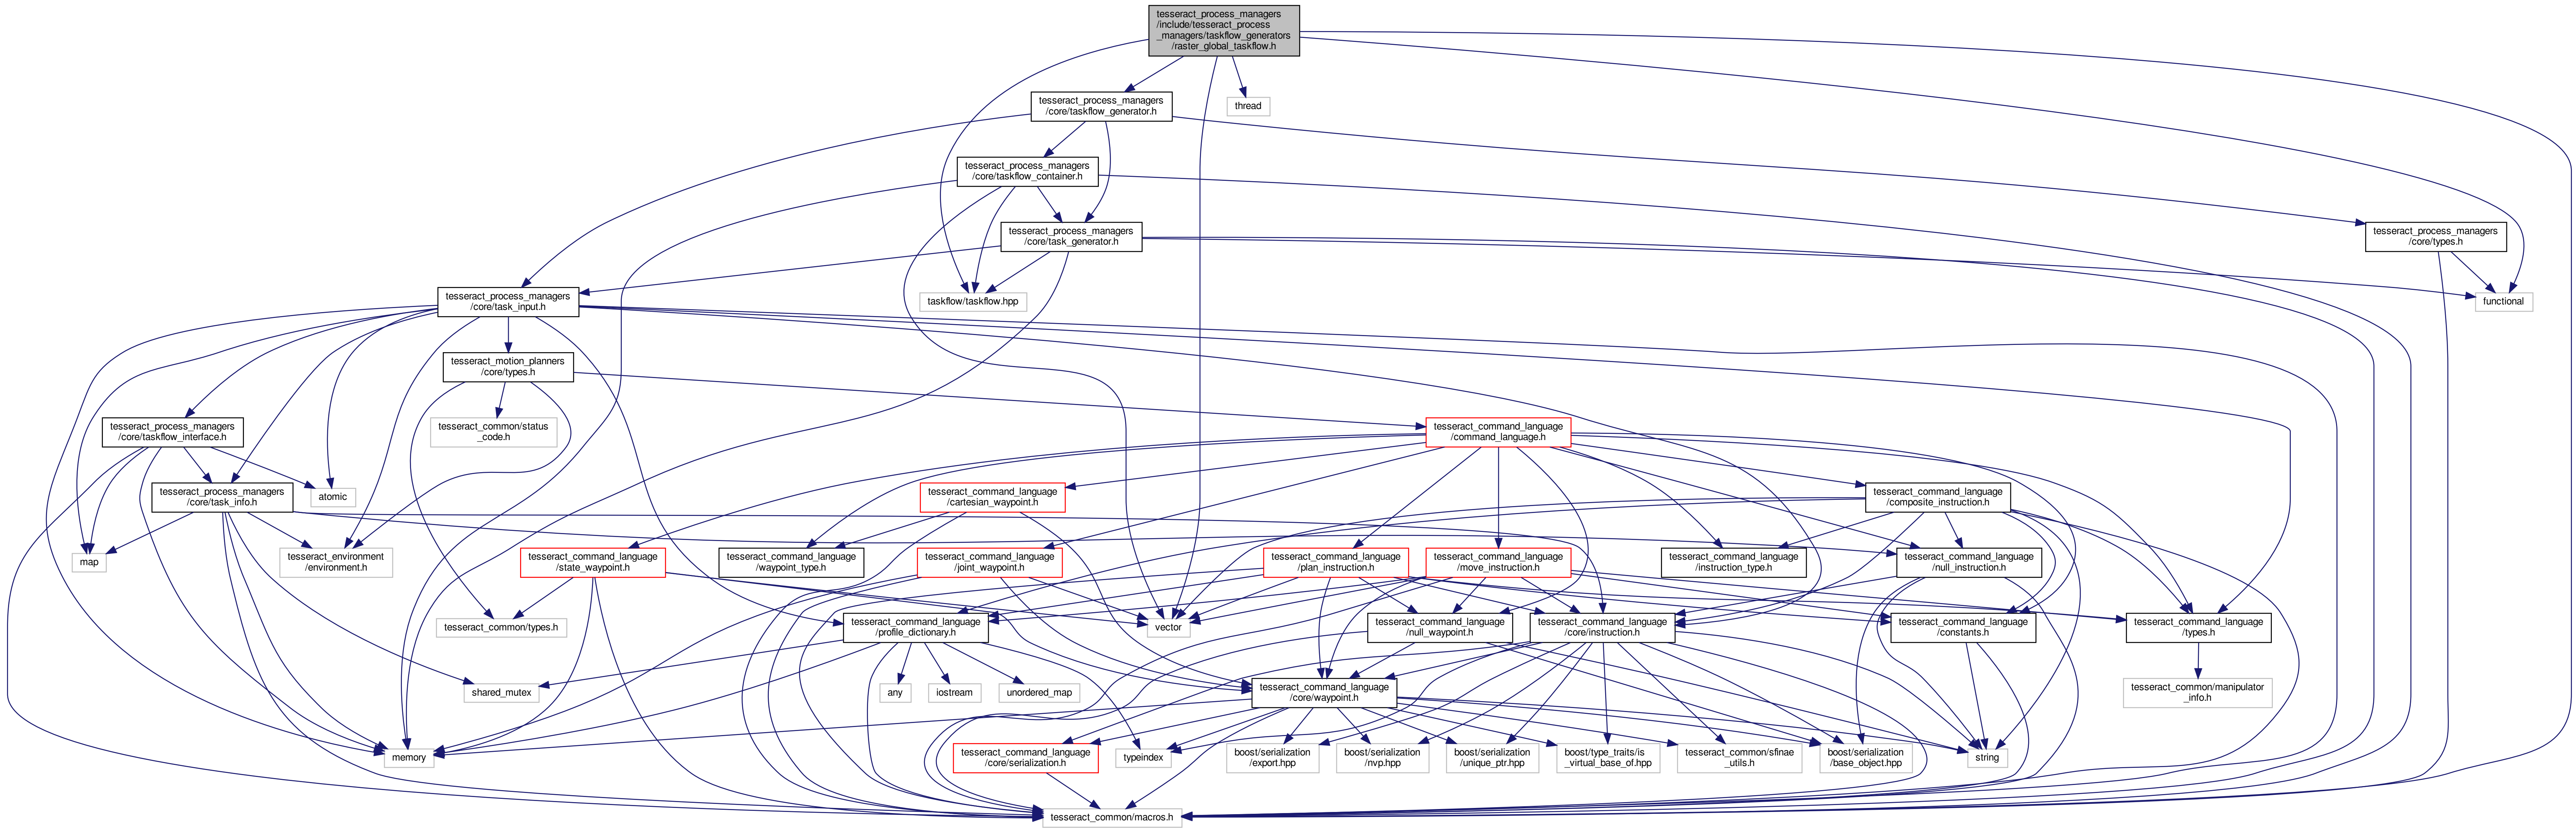 tesseract_process_managers
/include/tesseract_process
_managers/taskflow_generators
/raster_global_taskflow.h
tesseract_process_managers
/core/taskflow_generator.h
thread
tesseract_process_managers
/core/taskflow_container.h
tesseract_process_managers
/core/task_generator.h
tesseract_process_managers
/core/types.h
tesseract_process_managers
/core/task_input.h
taskflow/taskflow.hpp
functional
tesseract_motion_planners
/core/types.h
tesseract_process_managers
/core/taskflow_interface.h
tesseract_common/status
_code.h
tesseract_command_language
/command_language.h
tesseract_process_managers
/core/task_info.h
atomic
tesseract_command_language
/cartesian_waypoint.h
tesseract_command_language
/composite_instruction.h
map
tesseract_environment
/environment.h
tesseract_command_language
/state_waypoint.h
tesseract_command_language
/waypoint_type.h
tesseract_command_language
/joint_waypoint.h
tesseract_command_language
/plan_instruction.h
tesseract_command_language
/move_instruction.h
tesseract_command_language
/instruction_type.h
tesseract_command_language
/null_instruction.h
tesseract_common/types.h
tesseract_command_language
/profile_dictionary.h
vector
tesseract_command_language
/null_waypoint.h
tesseract_command_language
/core/instruction.h
tesseract_command_language
/constants.h
tesseract_command_language
/types.h
shared_mutex
any
iostream
unordered_map
tesseract_command_language
/core/waypoint.h
tesseract_common/manipulator
_info.h
memory
typeindex
tesseract_command_language
/core/serialization.h
boost/serialization
/export.hpp
boost/serialization
/nvp.hpp
boost/serialization
/unique_ptr.hpp
boost/type_traits/is
_virtual_base_of.hpp
tesseract_common/sfinae
_utils.h
boost/serialization
/base_object.hpp
string
tesseract_common/macros.h